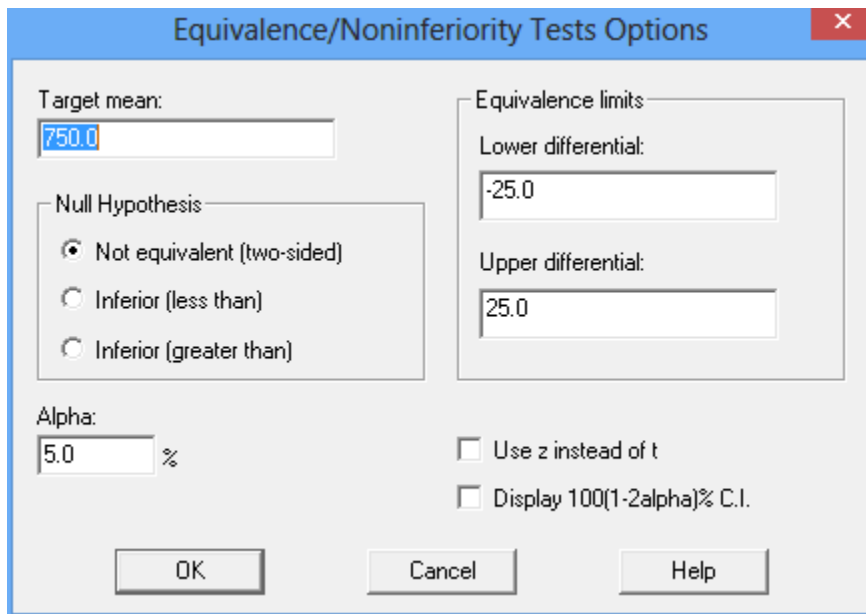 Equivalence/Noninferiority Tests Options
Target mean:
750.0
Null Hypothesis
Not equivalent (two-sided)
Inferior (less than)
Inferior (greater than)
Alpha:
5.0 %
Equivalence limits
Lower differential:
-25.0
Upper differential:
25.0
Use z instead of t
Display 100(1-2alpha)% C.I.
OK
Cancel
Help